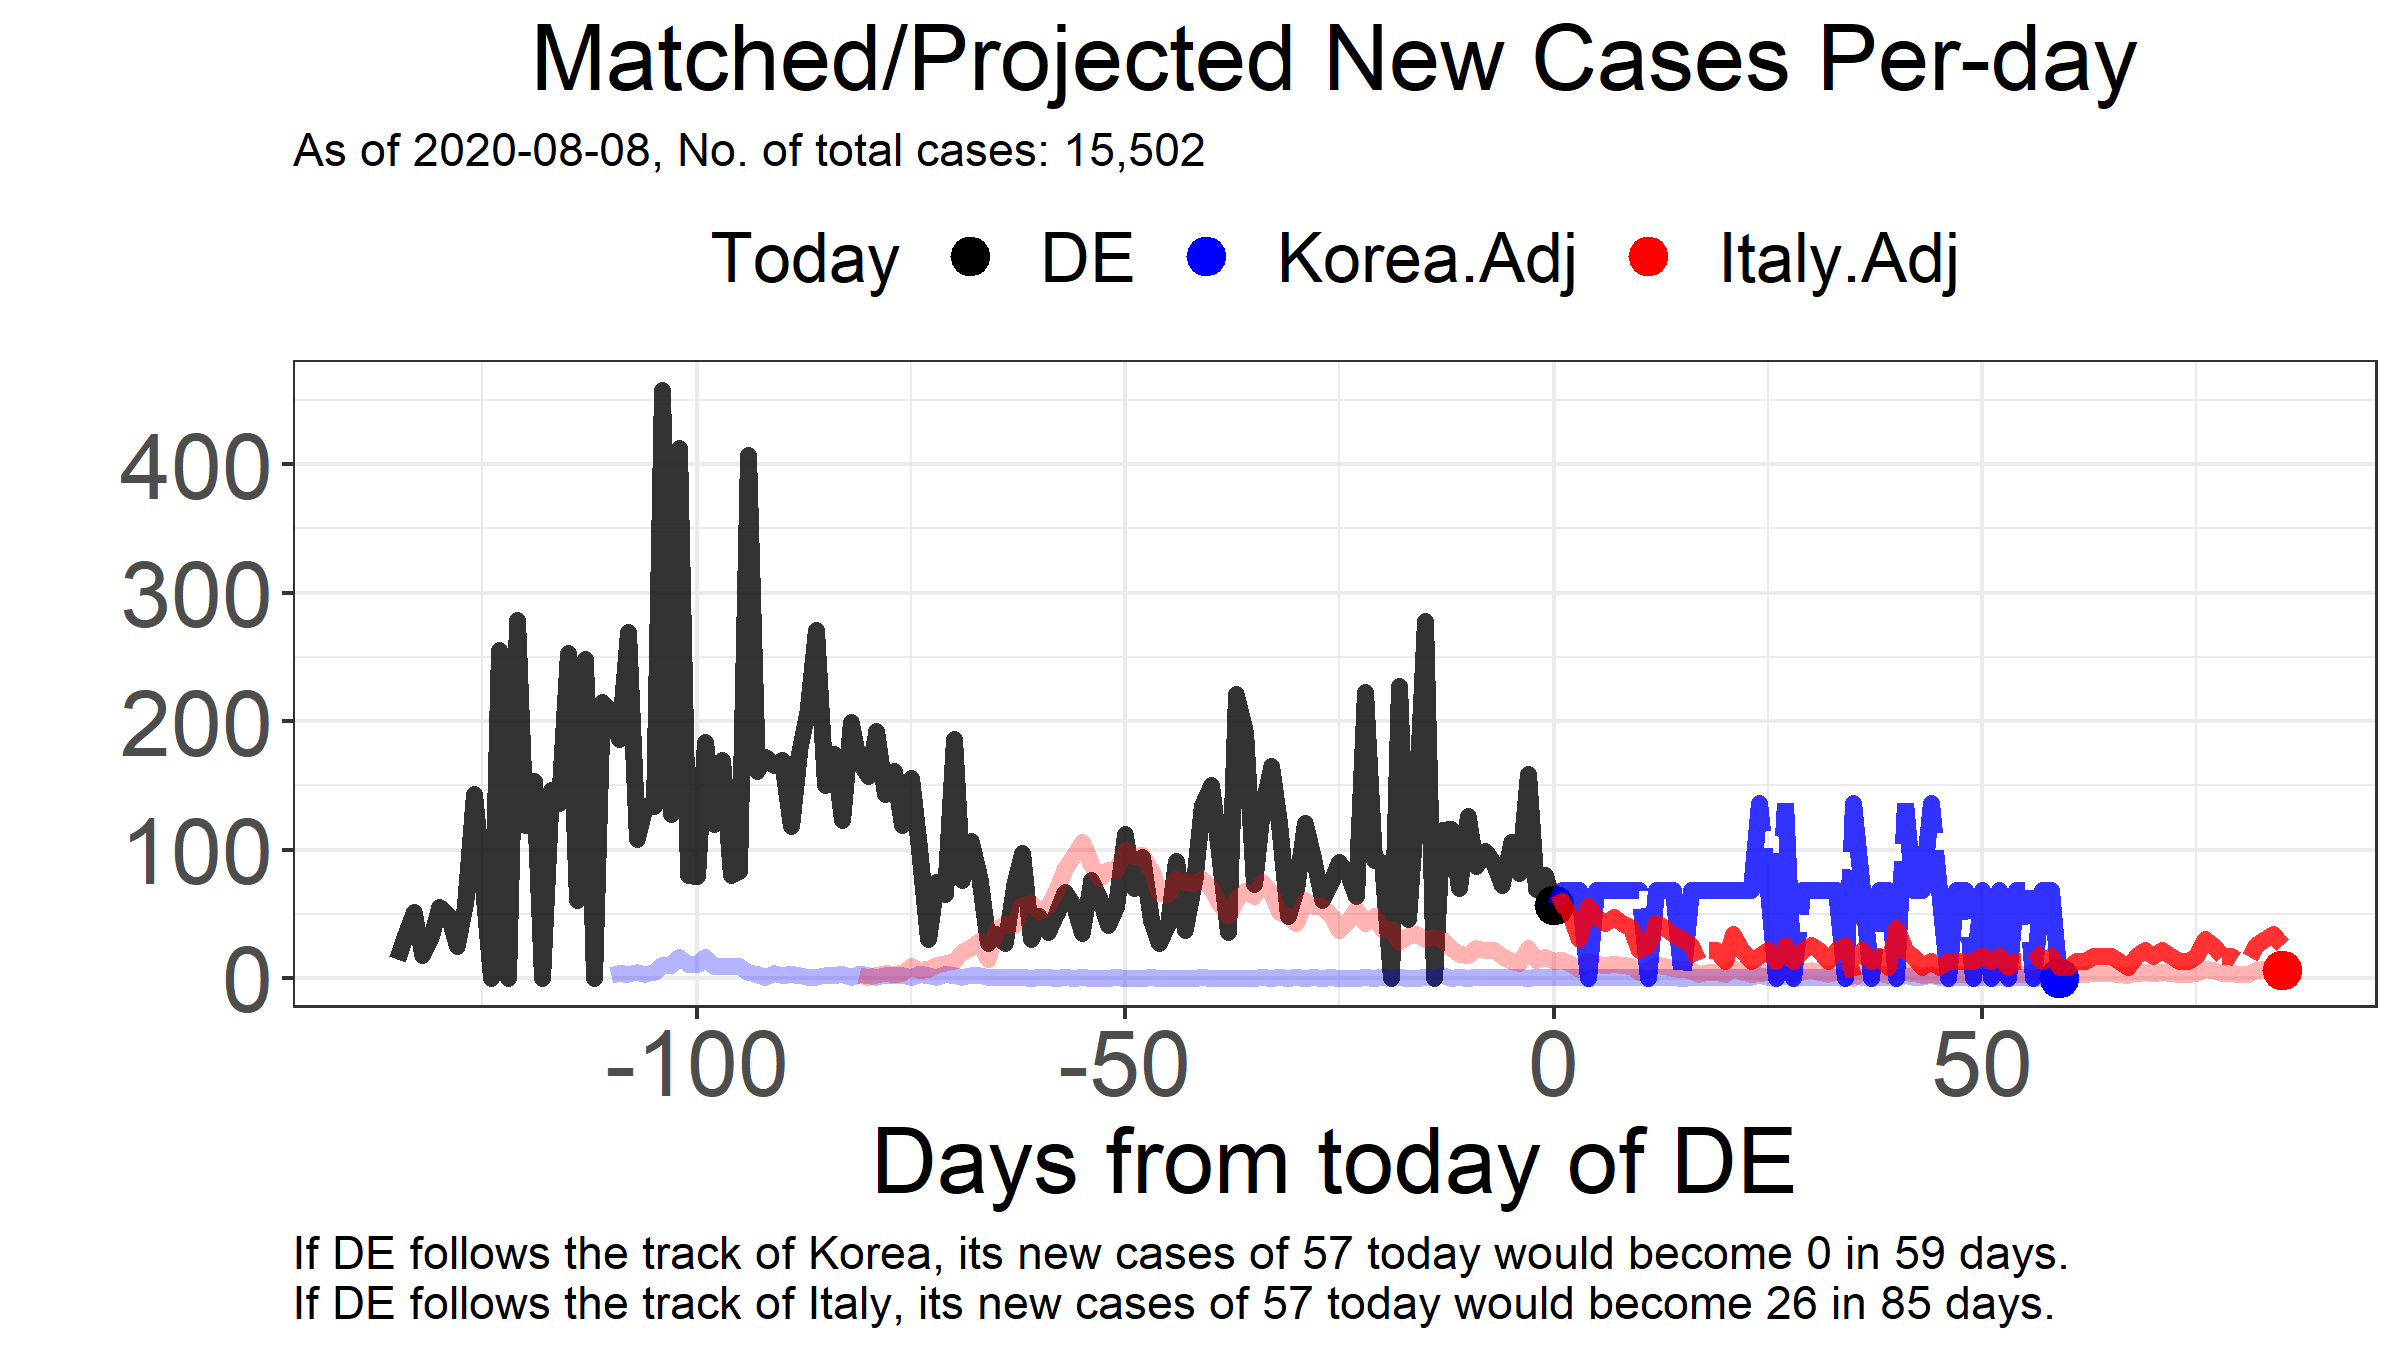 Matched/Projected New Cases Per-day
As of 2020-08-08, No. of total cases: 15,502
Today DE Korea.Adj Italy.Adj
400
300
200
100
0
-100 -50 0 50
Days from today of DE
If DE follows the track of Korea, its new cases of 57 today would become 0 in 59 days.
If DE follows the track of Italy, its new cases of 57 today would become 26 in 85 days.